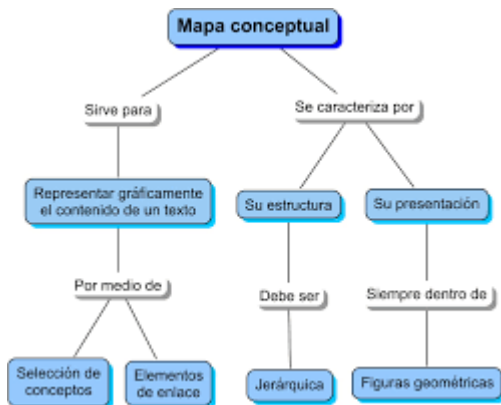 Mapa conceptual
Sirve para
Se caracteriza por
Representar gráficamente
el contenido de un texto
Su estructura
Su presentación
Por medio de
Debe ser
Siempre dentro de
Selección de
conceptos
Elementos
de enlace
Jerárquica
Figuras geométricas